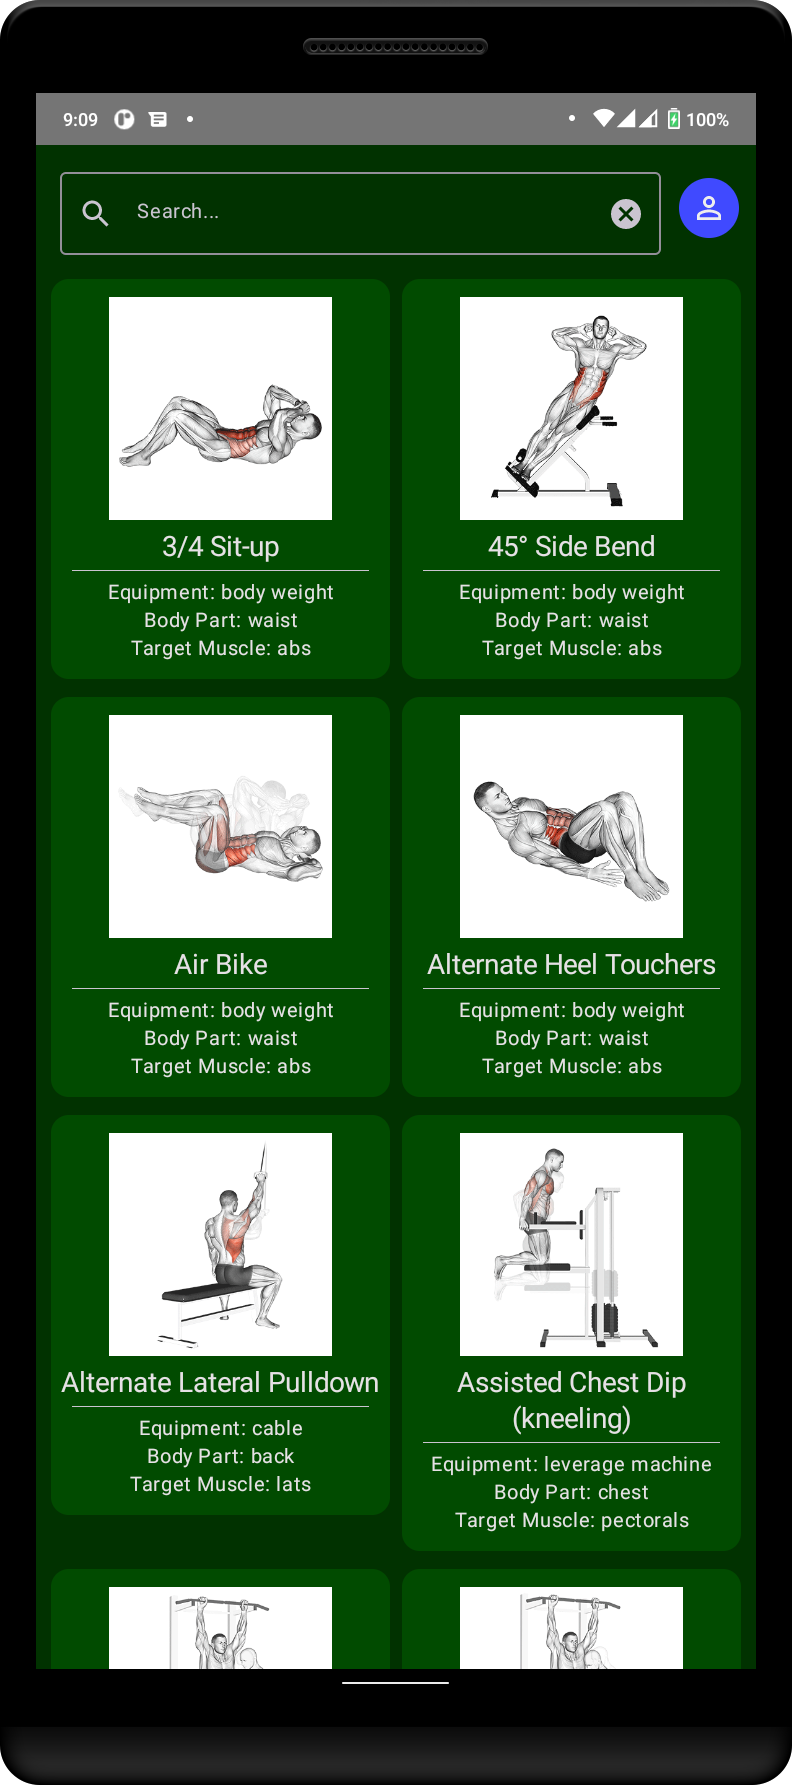 9:09
100%
Search...
3/4 Sit-up
Equipment: body weight
Body Part: waist
Target Muscle: abs
45° Side Bend
Equipment: body weight
Body Part: waist
Target Muscle: abs
Air Bike
Equipment: body weight
Body Part: waist
Target Muscle: abs
Alternate Heel Touchers
Equipment: body weight
Body Part: waist
Target Muscle: abs
Alternate Lateral Pulldown
Equipment: cable
Body Part: back
Target Muscle: lats
Assisted Chest Dip
(kneeling)
Equipment: leverage machine
Body Part: chest
Target Muscle: pectorals